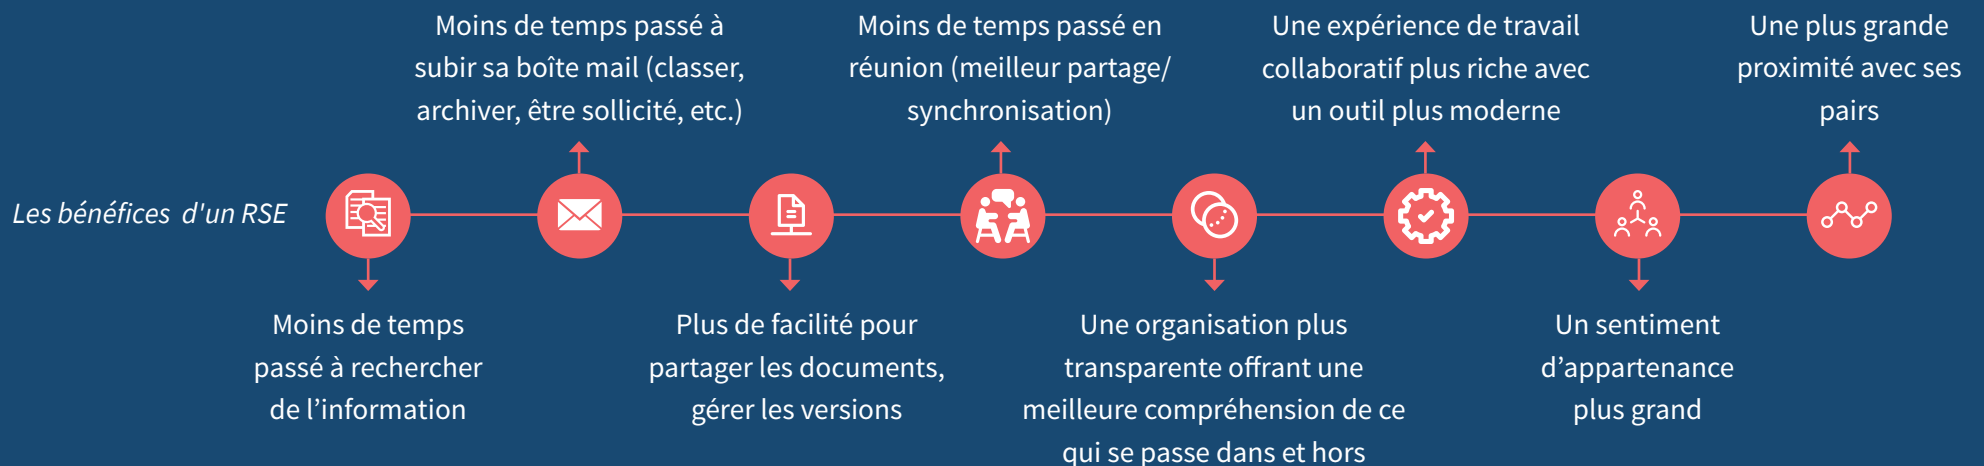 Moins de temps passé à
subir sa boîte mail (classer,
archiver, être sollicité, etc.)
Moins de temps passé en
réunion (meilleur partage/
synchronisation)
Une expérience de travail
collaboratif plus riche avec
un outil plus moderne
Une plus grande
proximité avec ses
pairs
Les bénéfices d'un RSE
Moins de temps
passé à rechercher
de l’information
Plus de facilité pour
partager les documents,
gérer les versions
Une organisation plus
transparente offrant une
meilleure compréhension de ce
qui se passe dans et hors
Un sentiment
d’appartenance
plus grand